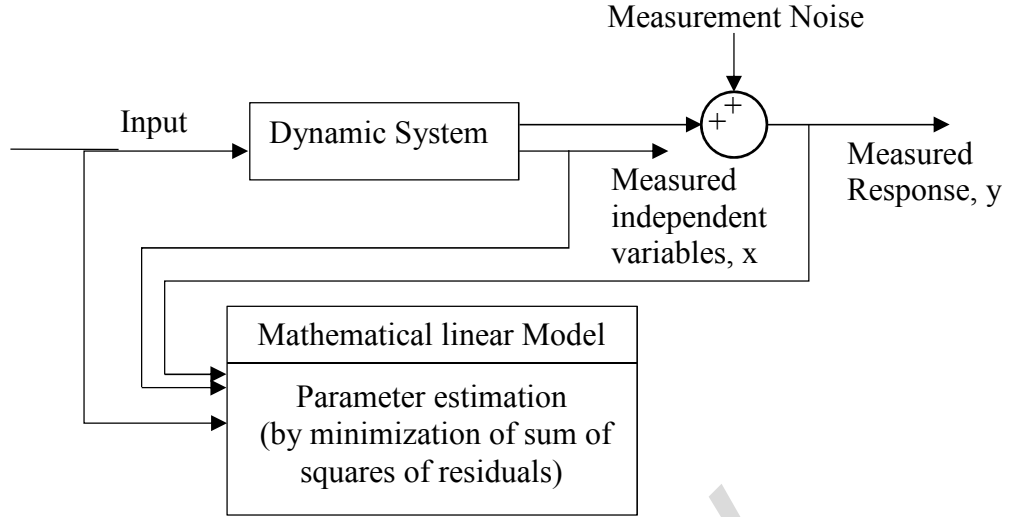 Measurement Noise
Input
Dynamic System
+
+
Measured
Response, y
Measured
independent
variables, x
Mathematical linear Model
Parameter estimation
(by minimization of sum of
squares of residuals)